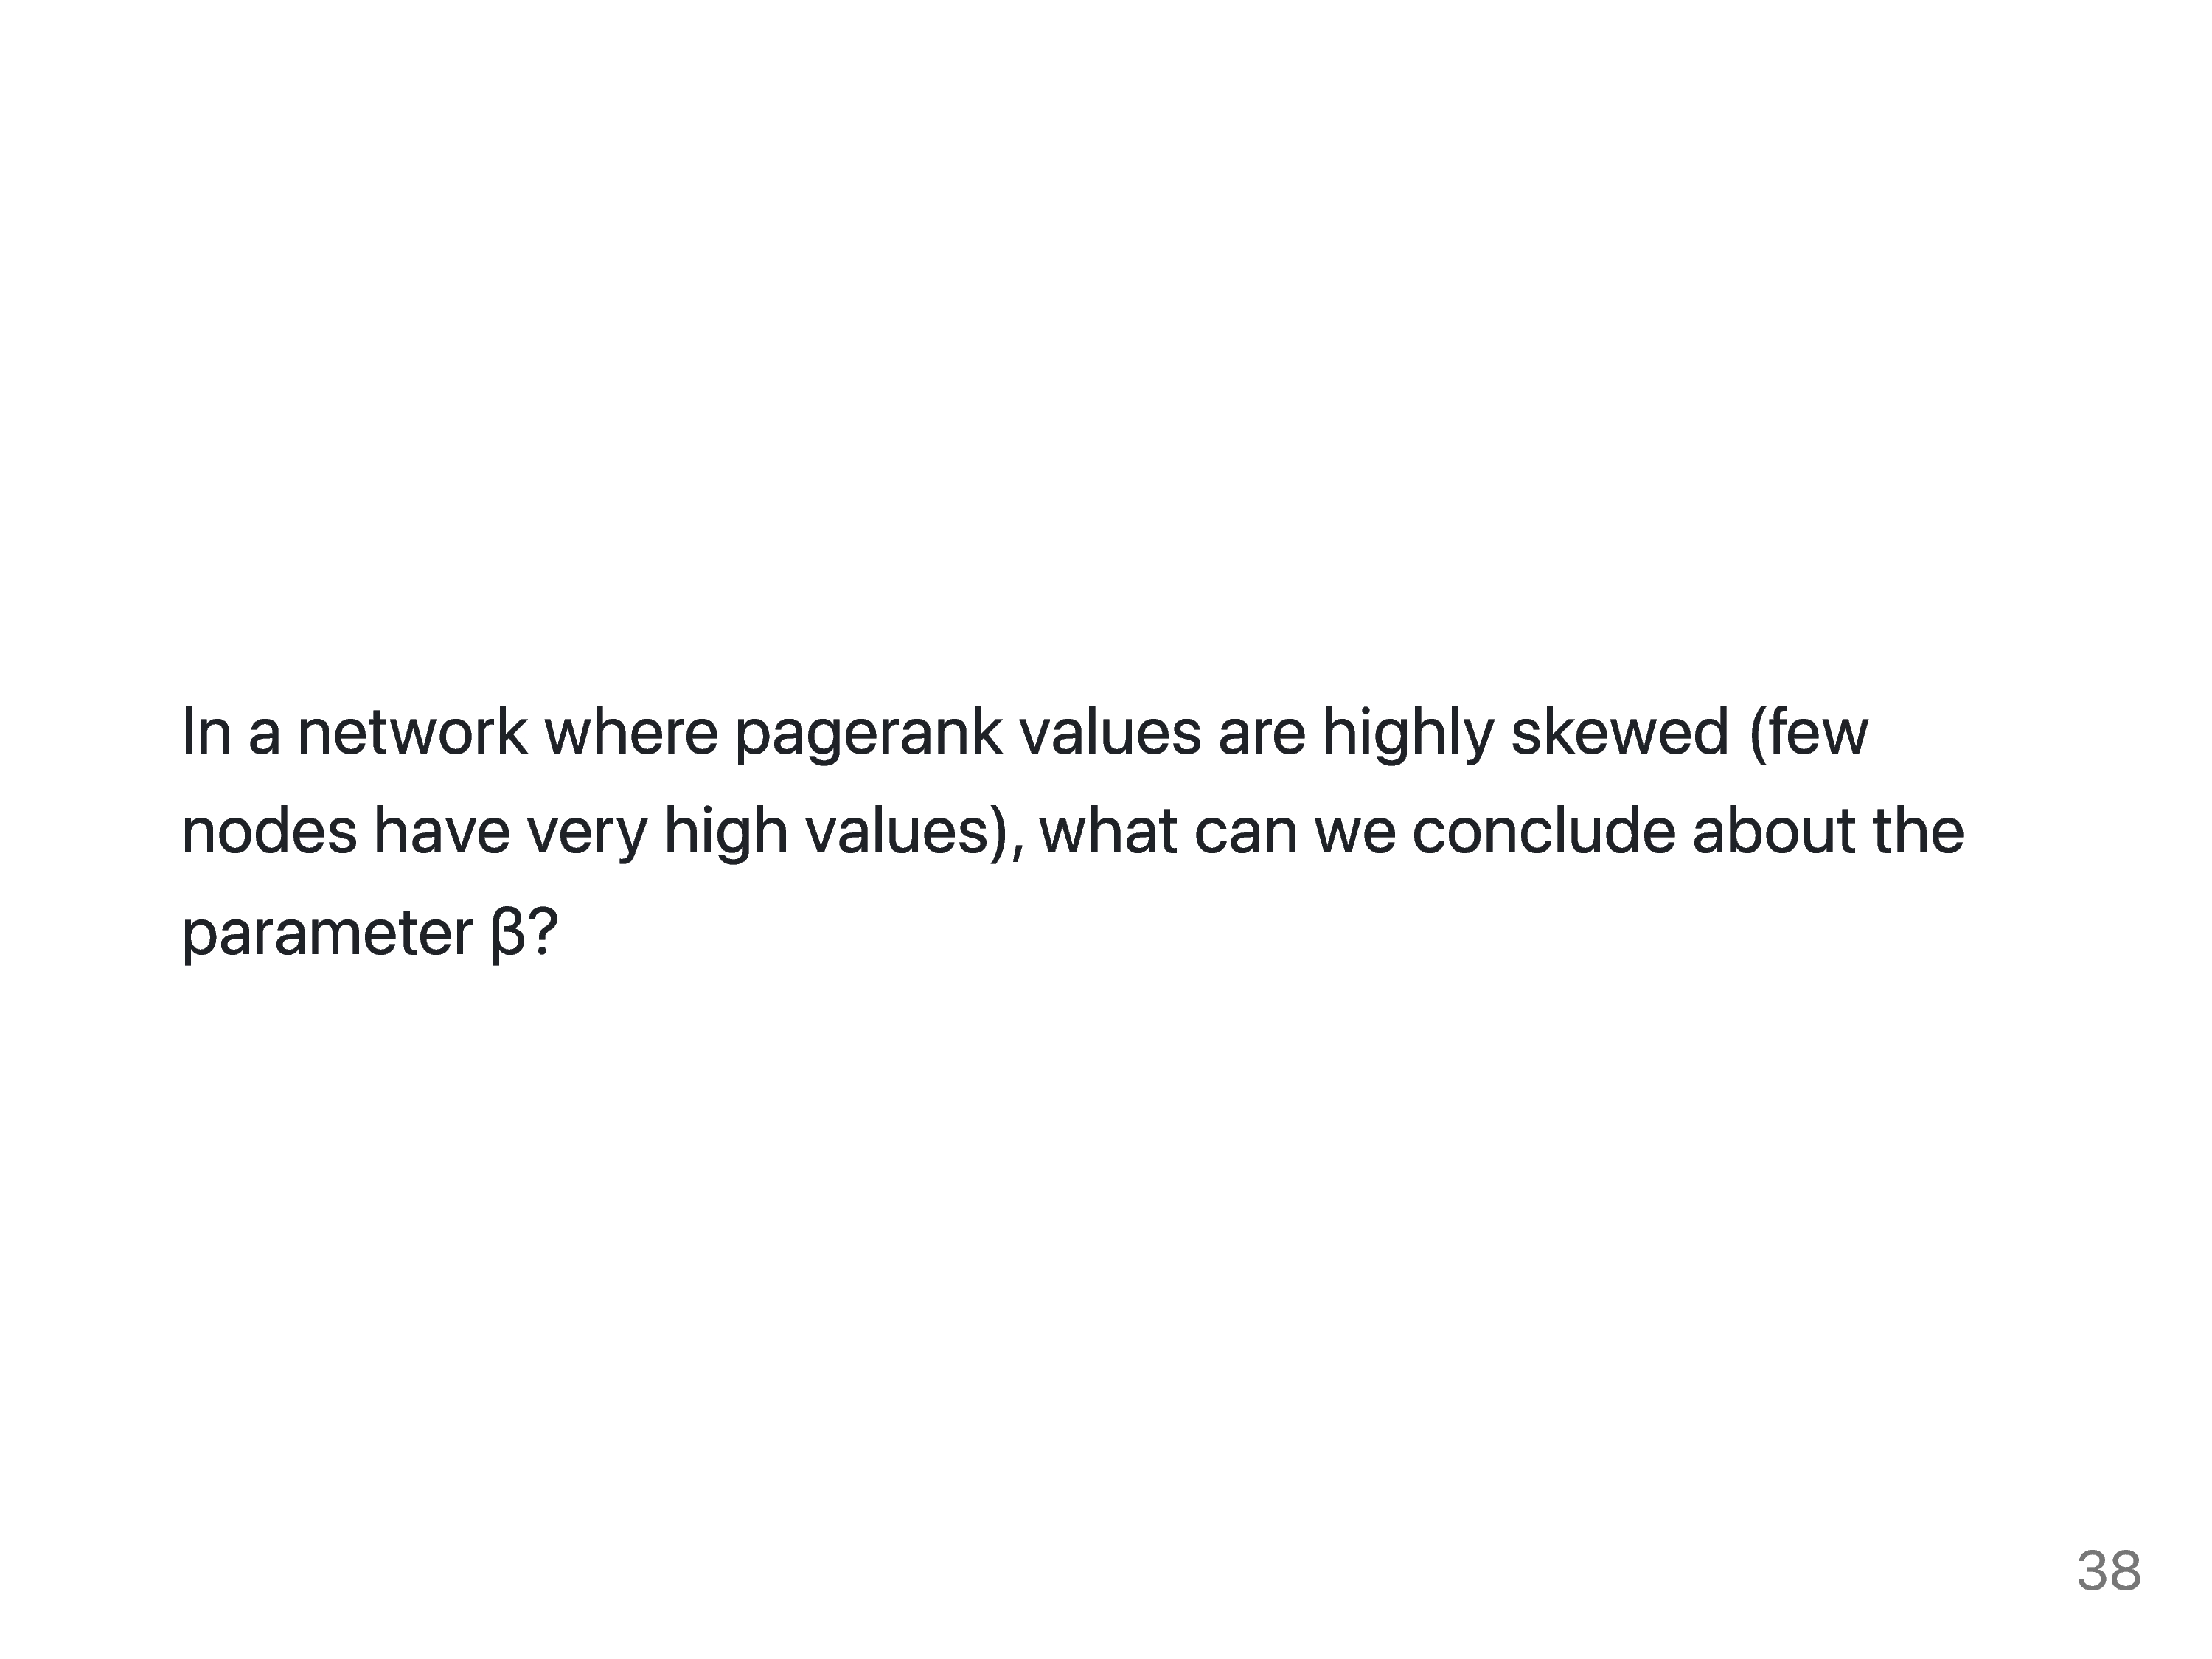 In a network where pagerank values are highly skewed (few
nodes have very high values), what can we conclude about the
parameter β?
38